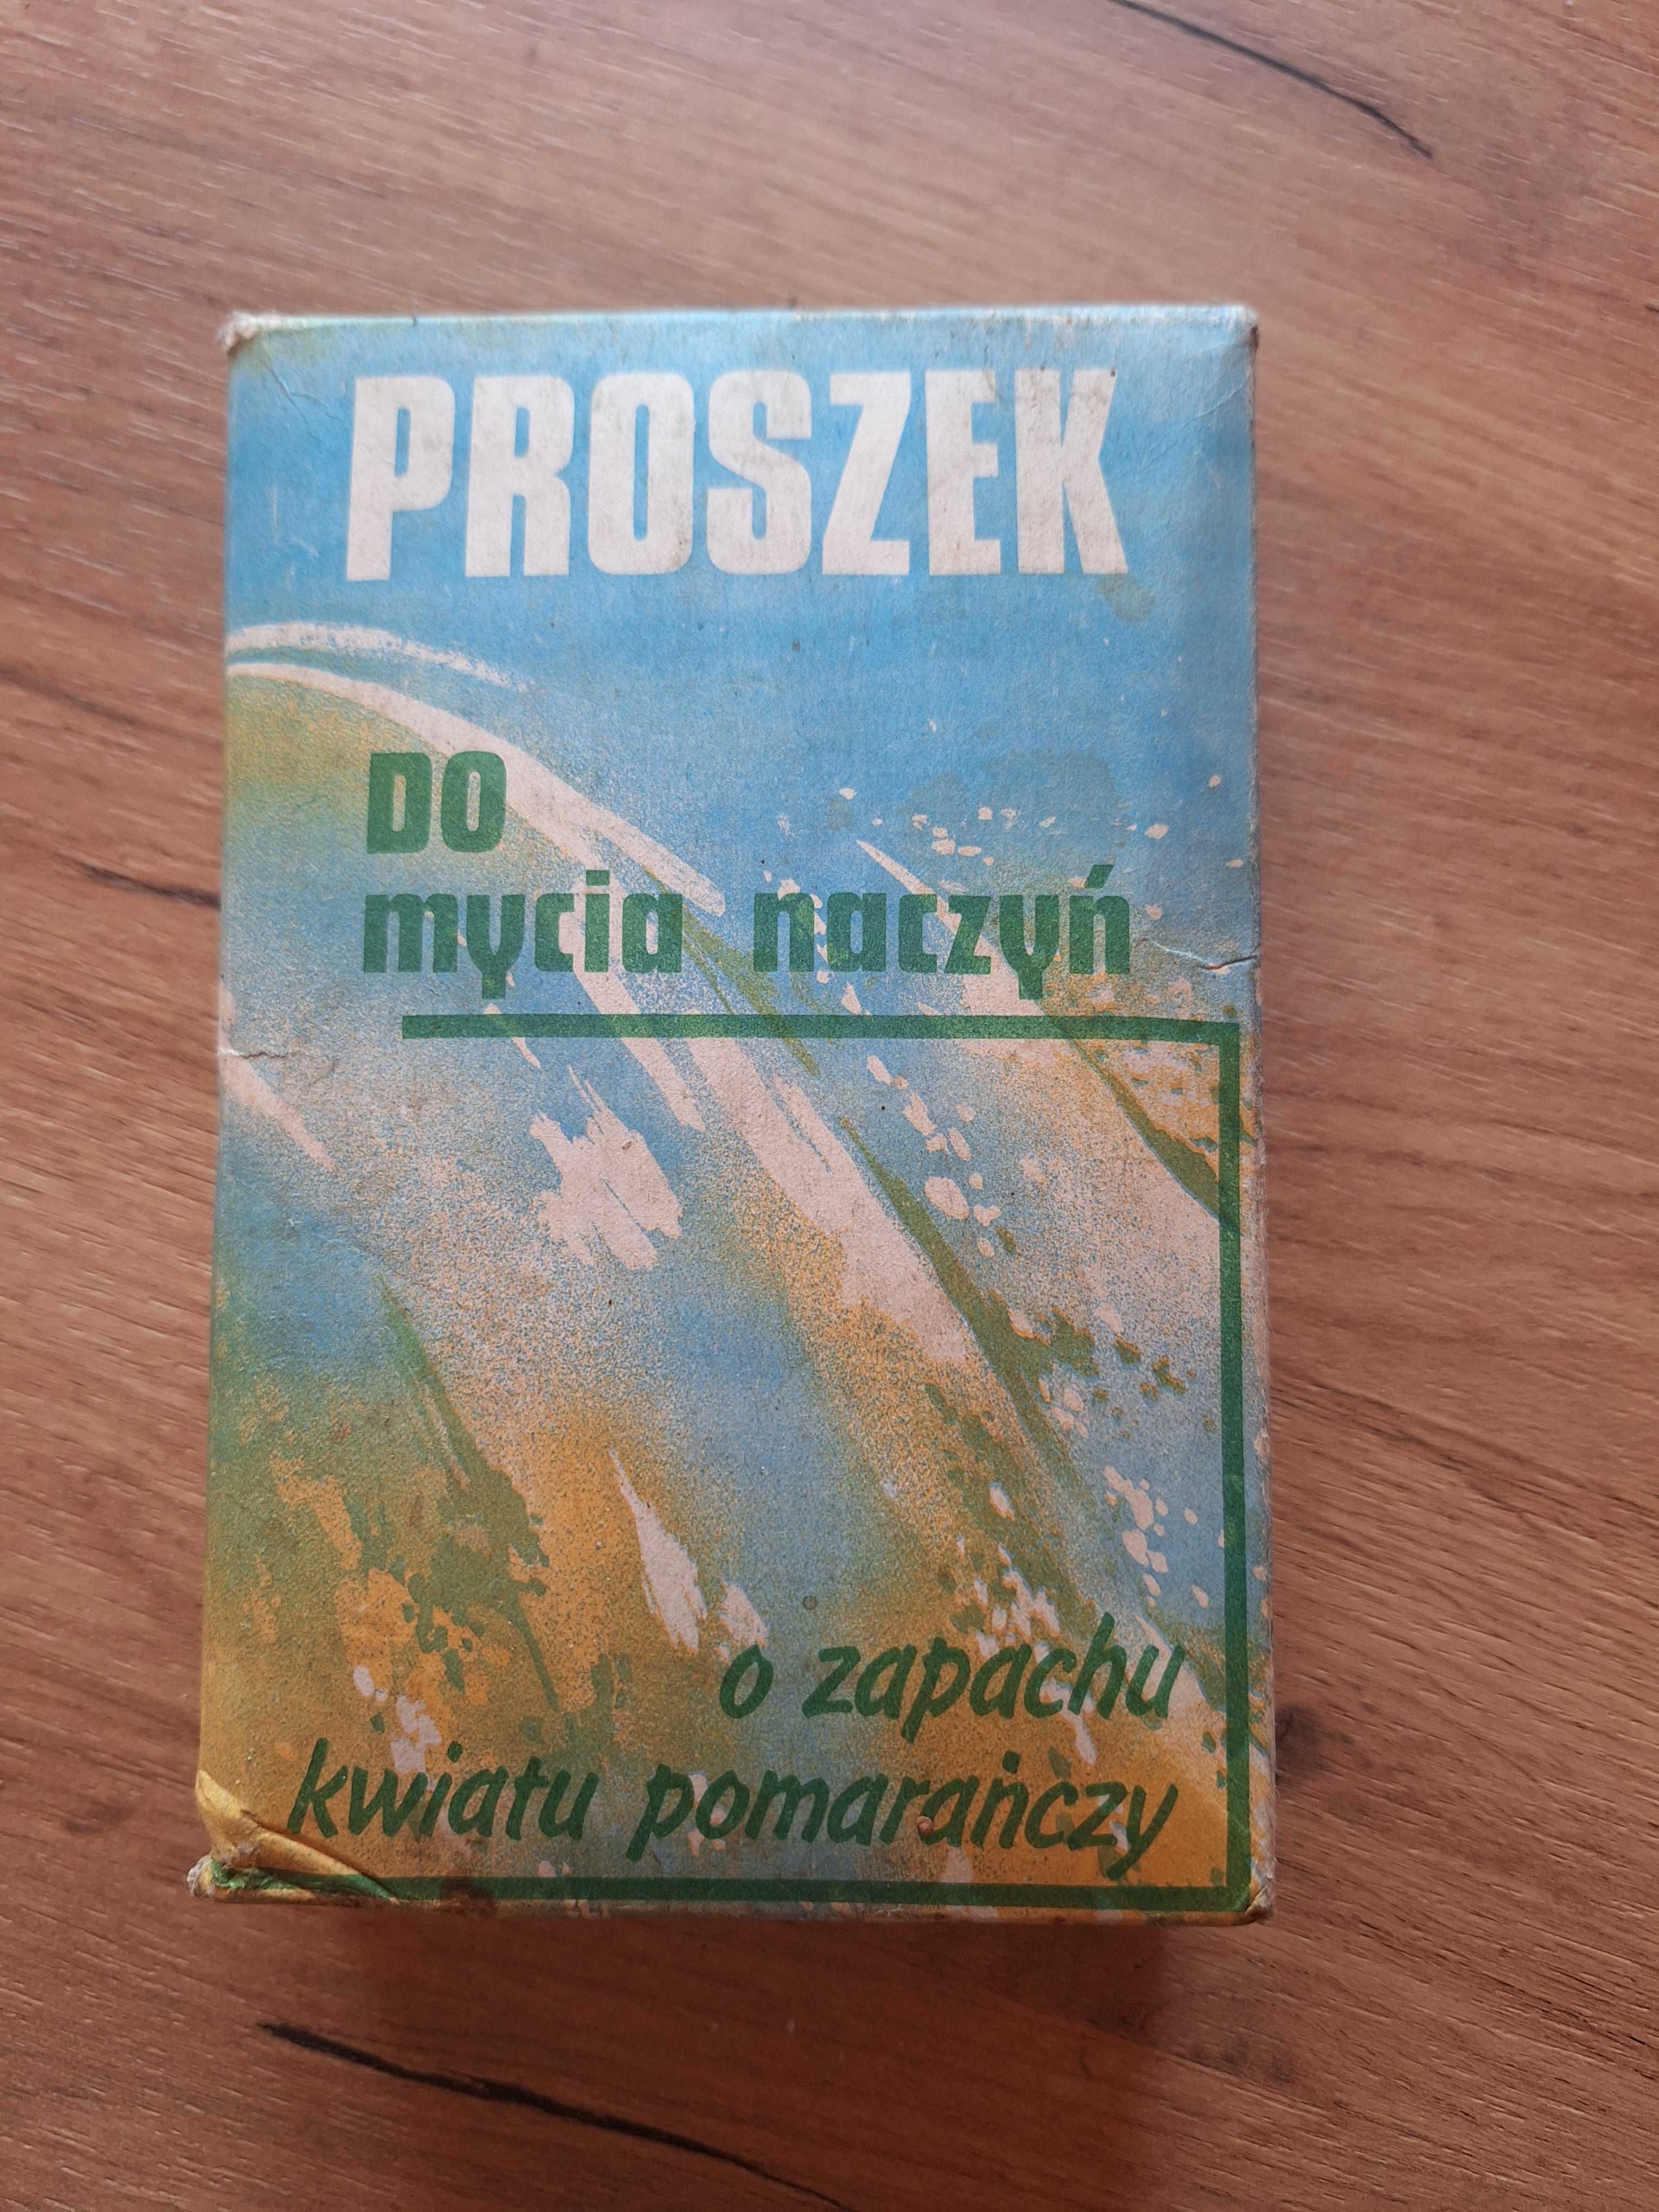 PROSZEK
DO
mycia naczyń
o zapachu
kwiatu pomarańczy